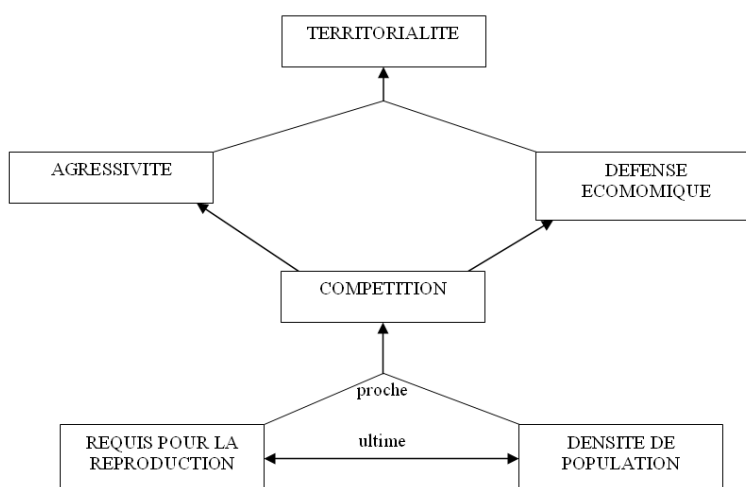 TERRITORIALITE
AGRESSIVITE
DEFENSE
ECOMOMIQUE
COMPETITION
proche
REQUIS POUR LA
REPRODUCTION
ultime
DENSITE DE
POPULATION